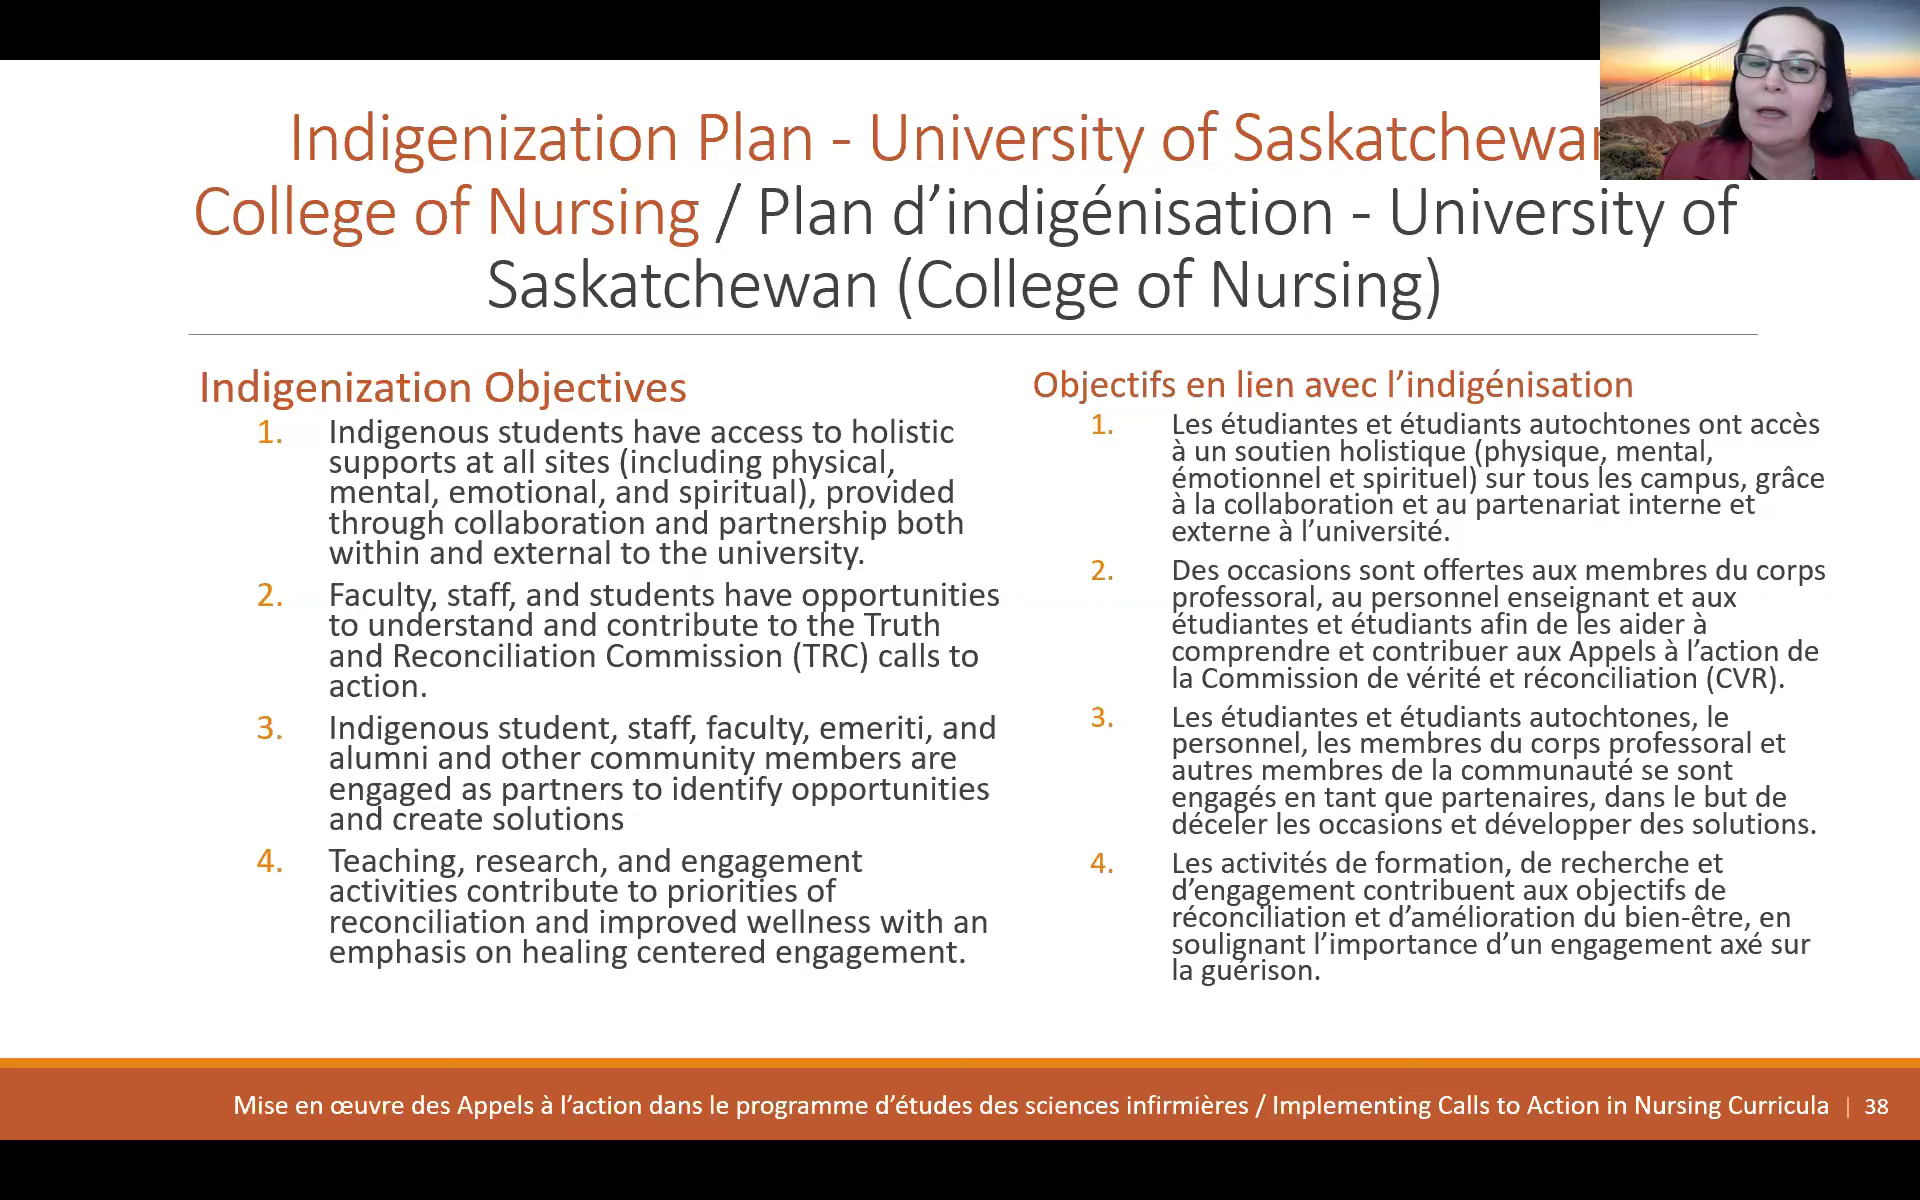 Indigenization Plan - University of Saskatchewan
College of Nursing / Plan d’indigénisation - University of
Saskatchewan (College of Nursing)
Indigenization Objectives
1. Indigenous students have access to holistic
supports at all sites (including physical,
mental, emotional, and spiritual), provided
through collaboration and partnership both
within and external to the university.
2. Faculty, staff, and students have opportunities
to understand and contribute to the Truth
and Reconciliation Commission (TRC) calls to
action.
3. Indigenous student, staff, faculty, emeriti, and
alumni and other community members are
engaged as partners to identify opportunities
and create solutions
4. Teaching, research, and engagement
activities contribute to priorities of
reconciliation and improved wellness with an
emphasis on healing centered engagement.
Objectifs en lien avec l’indigénisation
1. Les étudiantes et étudiants autochtones ont accès
à un soutien holistique (physique, mental,
émotionnel et spirituel) sur tous les campus, grâce
à la collaboration et au partenariat interne et
externe à l’université.
2. Des occasions sont offertes aux membres du corps
professoral, au personnel enseignant et aux
étudiantes et étudiants afin de les aider à
comprendre et contribuer aux Appels à l’action de
la Commission de vérité et réconciliation (CVR).
3. Les étudiantes et étudiants autochtones, le
personnel, les membres du corps professoral et
autres membres de la communauté se sont
engagés en tant que partenaires, dans le but de
déceler les occasions et développer des solutions.
4. Les activités de formation, de recherche et
d’engagement contribuent aux objectifs de
réconciliation et d’amélioration du bien-être, en
soulignant l’importance d’un engagement axé sur
la guérison.
Mise en œuvre des Appels à l’action dans le programme d’études des sciences infirmières / Implementing Calls to Action in Nursing Curricula | 38